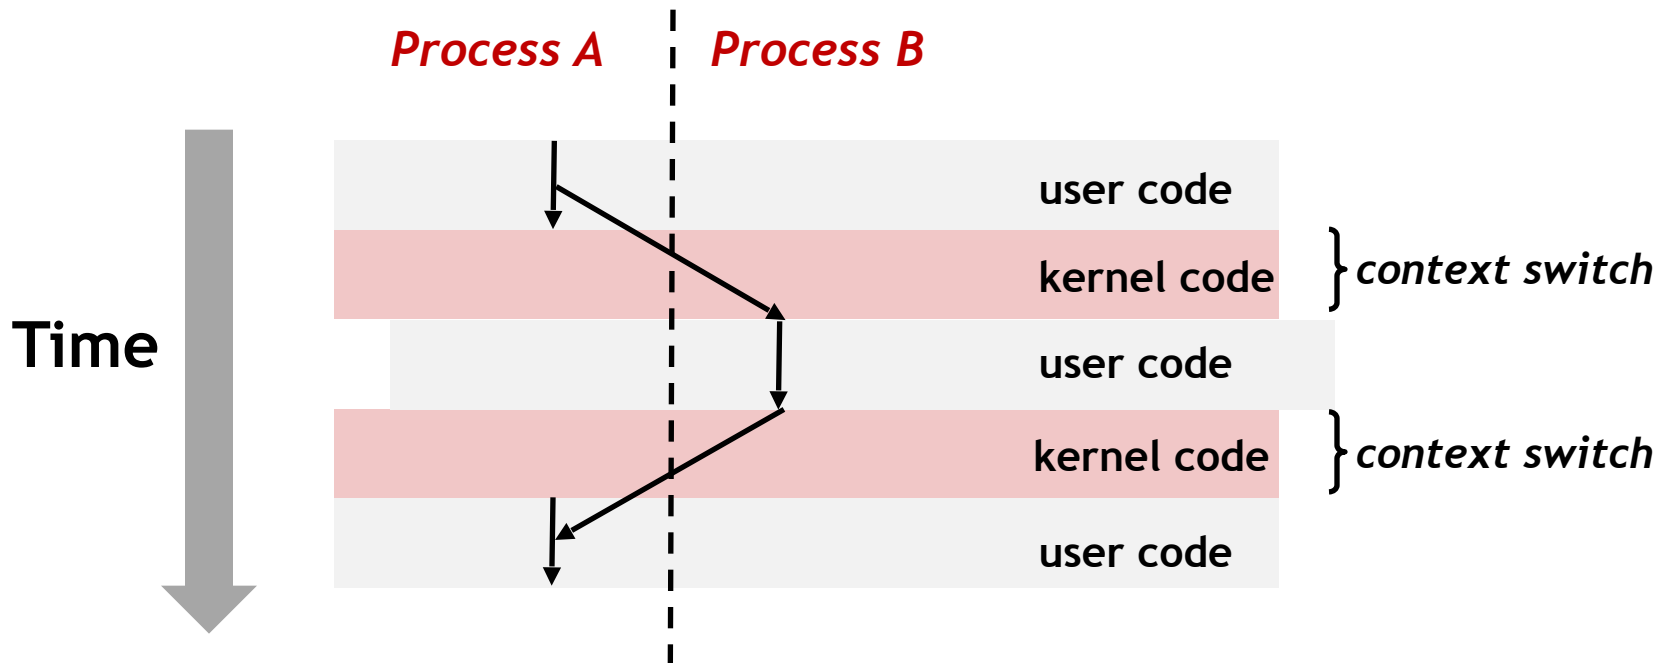 Process A
Process B
user code
kernel code
context switch
Time
user code
kernel code
context switch
user code